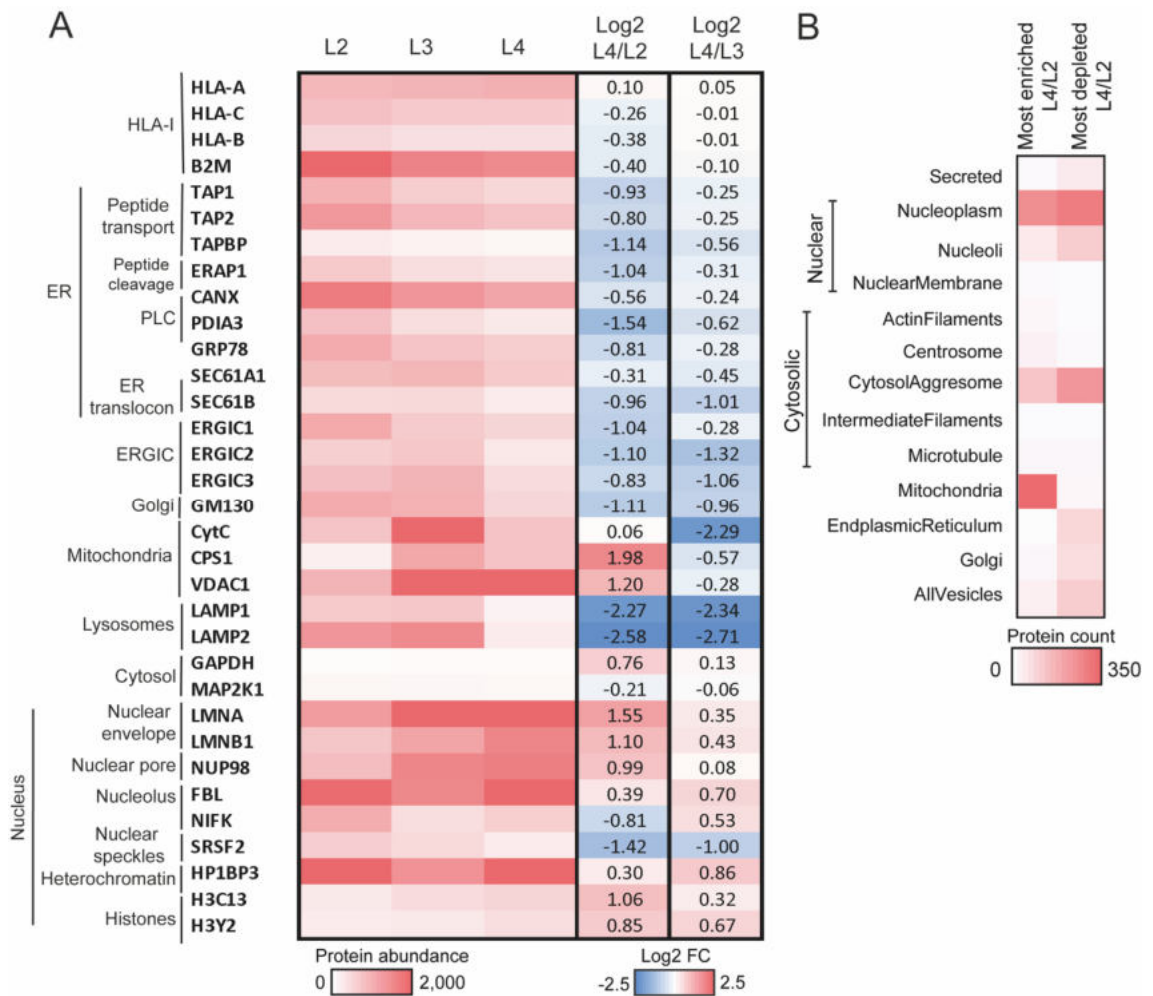 A
L2 L3 L4 Log2 L4/L2 Log2 L4/L3
HLA-I
HLA-A 0.10 0.05
HLA-C -0.26 -0.01
HLA-B -0.38 -0.01
B2M -0.40 -0.10
ER
Peptide transport
TAP1 -0.93 -0.25
TAP2 -0.80 -0.25
TAPBP -1.14 -0.56
Peptide cleavage
ERAP1 -1.04 -0.31
PLC
CANX -0.56 -0.24
PDIA3 -1.54 -0.62
GRP78 -0.81 -0.28
ER translocon
SEC61A1 -0.31 -0.45
SEC61B -0.96 -1.01
ERGIC
ERGIC1 -1.04 -0.28
ERGIC2 -1.10 -1.32
ERGIC3 -0.83 -1.06
Golgi
GM130 -1.11 -0.96
Mitochondria
CytC 0.06 -2.29
CPS1 1.98 -0.57
VDAC1 1.20 -0.28
Lysosomes
LAMP1 -2.27 -2.34
LAMP2 -2.58 -2.71
Cytosol
GAPDH 0.76 0.13
MAP2K1 -0.21 -0.06
Nucleus
Nuclear envelope
LMNA 1.55 0.35
LMNB1 1.10 0.43
Nuclear pore
NUP98 0.99 0.08
Nucleolus
FBL 0.39 0.70
NIFK -0.81 0.53
Nuclear speckles
SRSF2 -1.42 -1.00
Heterochromatin
HP1BP3 0.30 0.86
Histones
H3C13 1.06 0.32
H3Y2 0.85 0.67
Protein abundance
0 2,000
Log2 FC
-2.5 2.5
B
Most enriched L4/L2
Most depleted L4/L2
Secreted
Nuclear
Nucleoplasm
Nucleoli
NuclearMembrane
Cytosolic
ActinFilaments
Centrosome
CytosolAggresome
IntermediateFilaments
Microtubule
Mitochondria
EndplasmicReticulum
Golgi
AllVesicles
Protein count
0 350